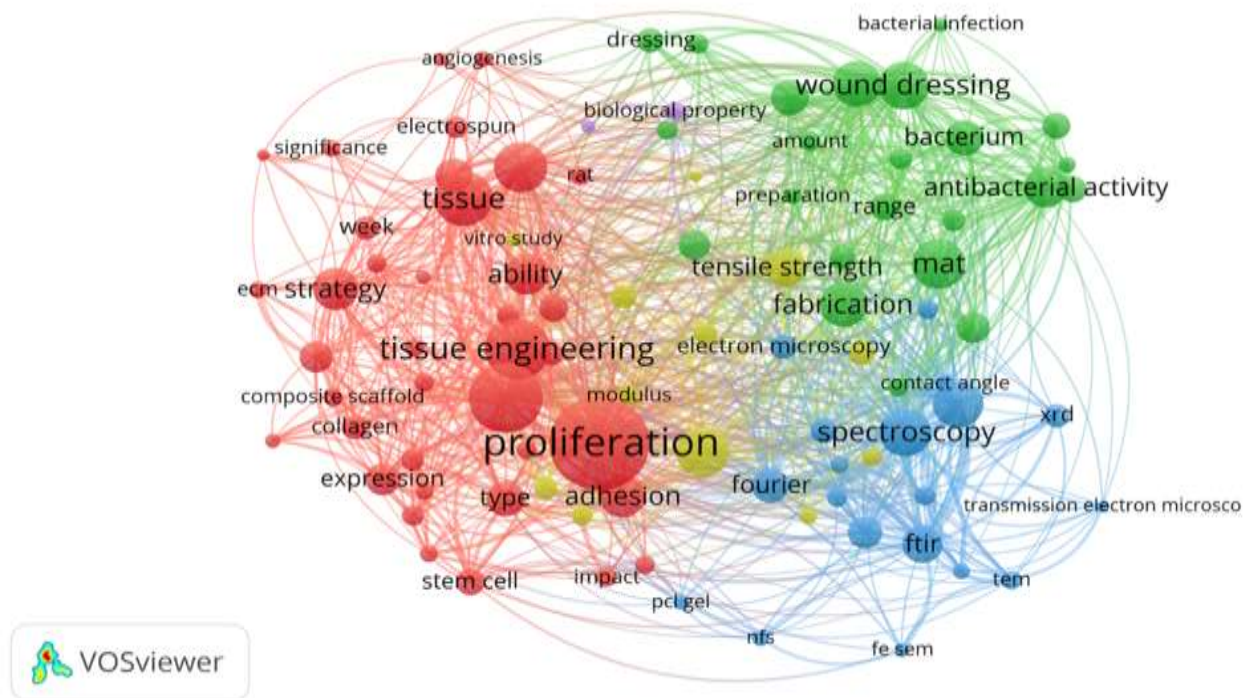 bacterial infection
dressing
angiogenesis
wound dressing
biological property
electrospun
amount
bacterium
significance
rat
tissue
preparation
antibacterial activity
range
week
vitro study
ability
tensile strength
mat
ecm
strategy
fabrication
tissue engineering
electron microscopy
composite scaffold
modulus
contact angle
collagen
xrd
proliferation
spectroscopy
expression
type
adhesion
fourier
transmission electron microsco
ftir
stem cell
impact
tem
pcl gel
nfs
fe sem
VOSviewer